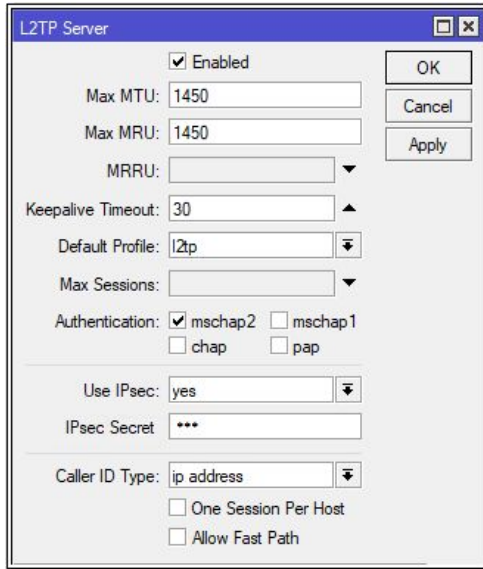 L2TP Server
Enabled
OK
Max MTU: 1450
Cancel
Max MRU: 1450
Apply
MRRU:
Keepalive Timeout: 30
Default Profile: l2tp
Max Sessions:
Authentication: mschap2 mschap1
chap pap
Use IPsec: yes
IPsec Secret ***
Caller ID Type: ip address
One Session Per Host
Allow Fast Path